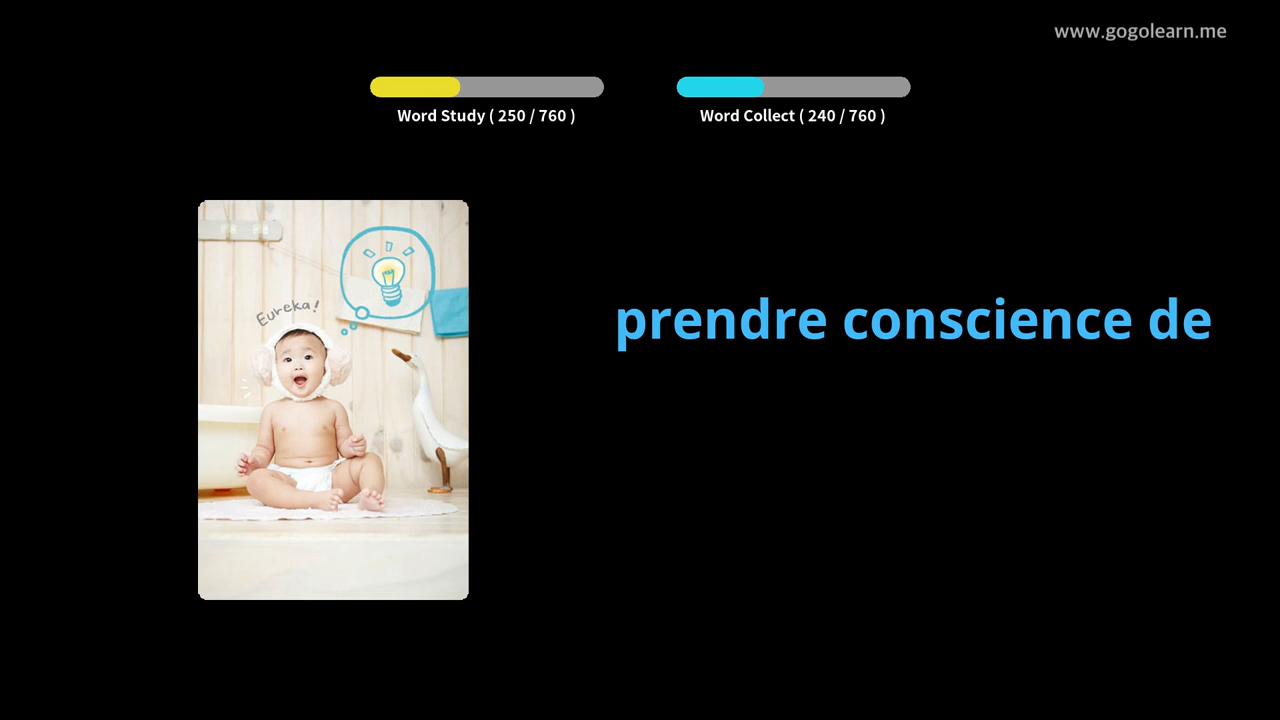 www.gogolearn.me
Word Study ( 250 / 760 )
Word Collect ( 240 / 760 )
Eureka!
prendre conscience de